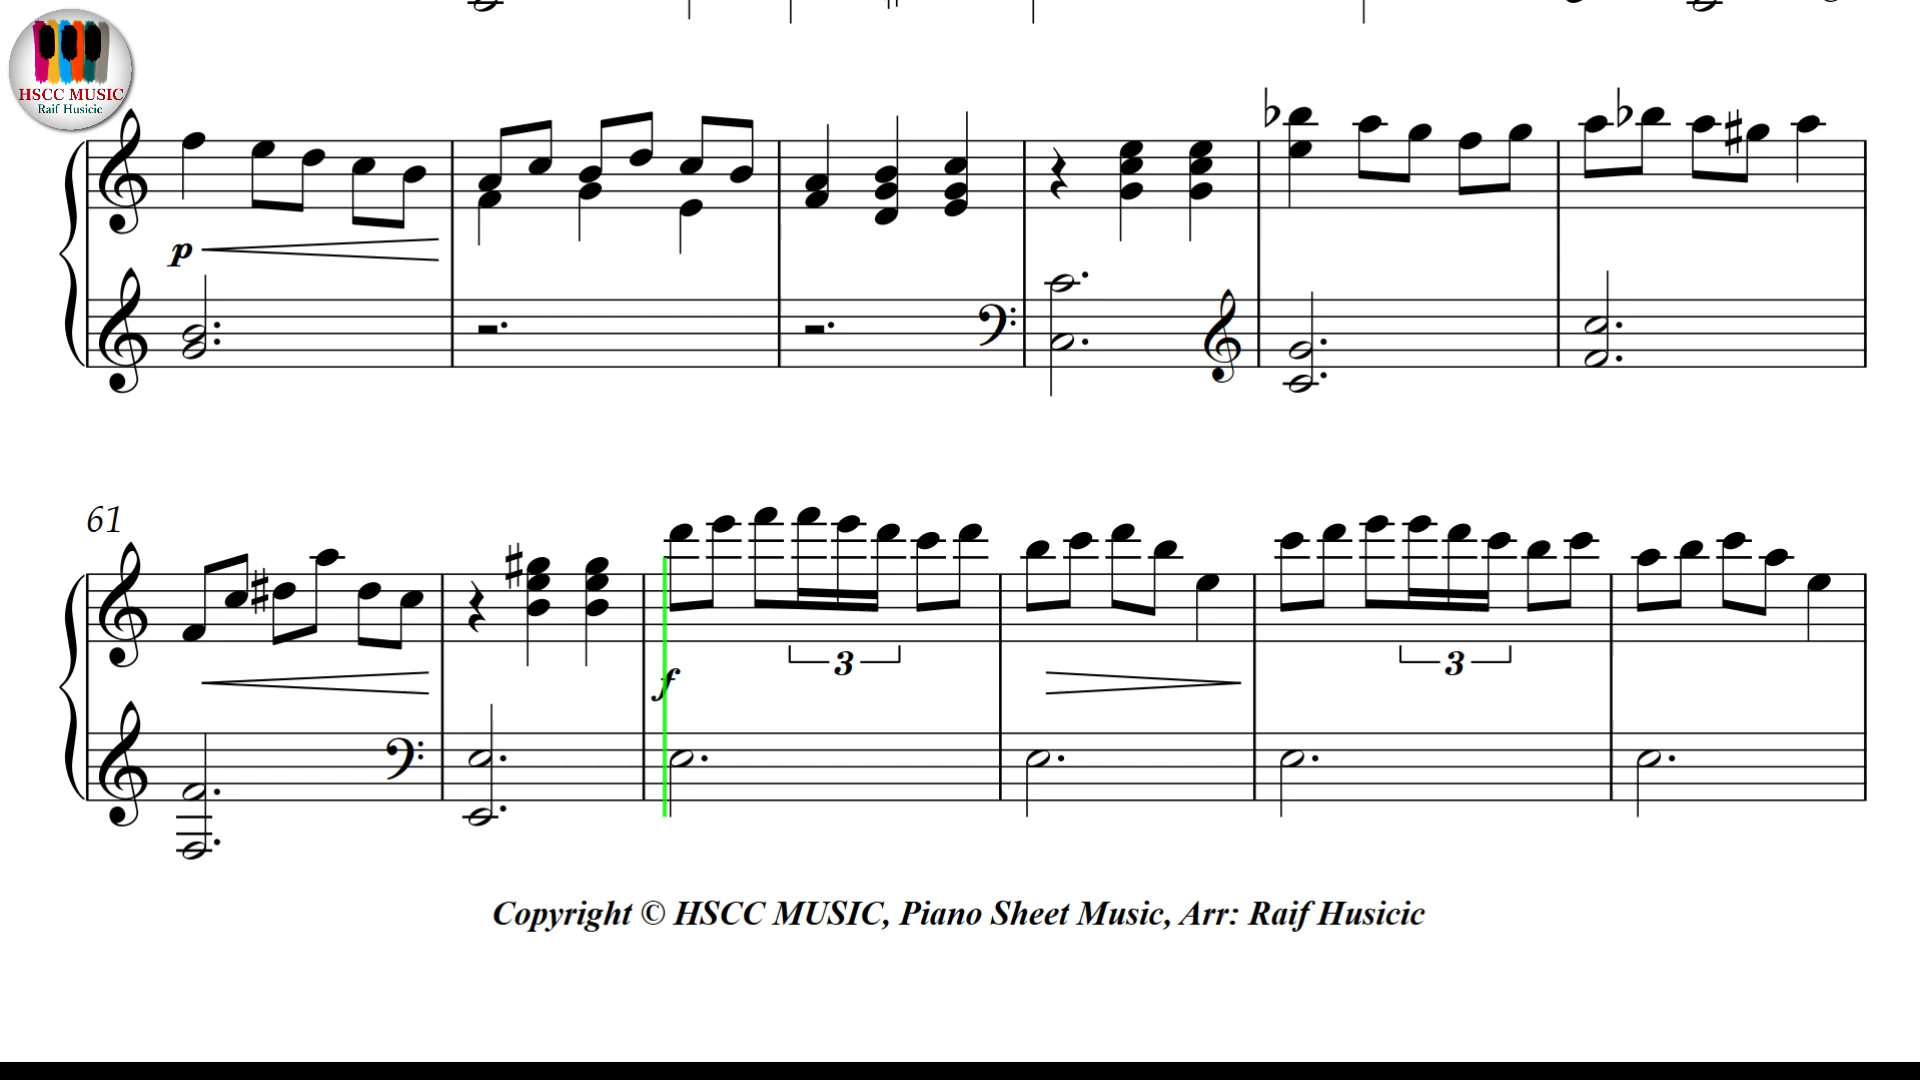 HSCC MUSIC
Raif Husicic
p
61
3
3
f
Copyright © HSCC MUSIC, Piano Sheet Music, Arr: Raif Husicic